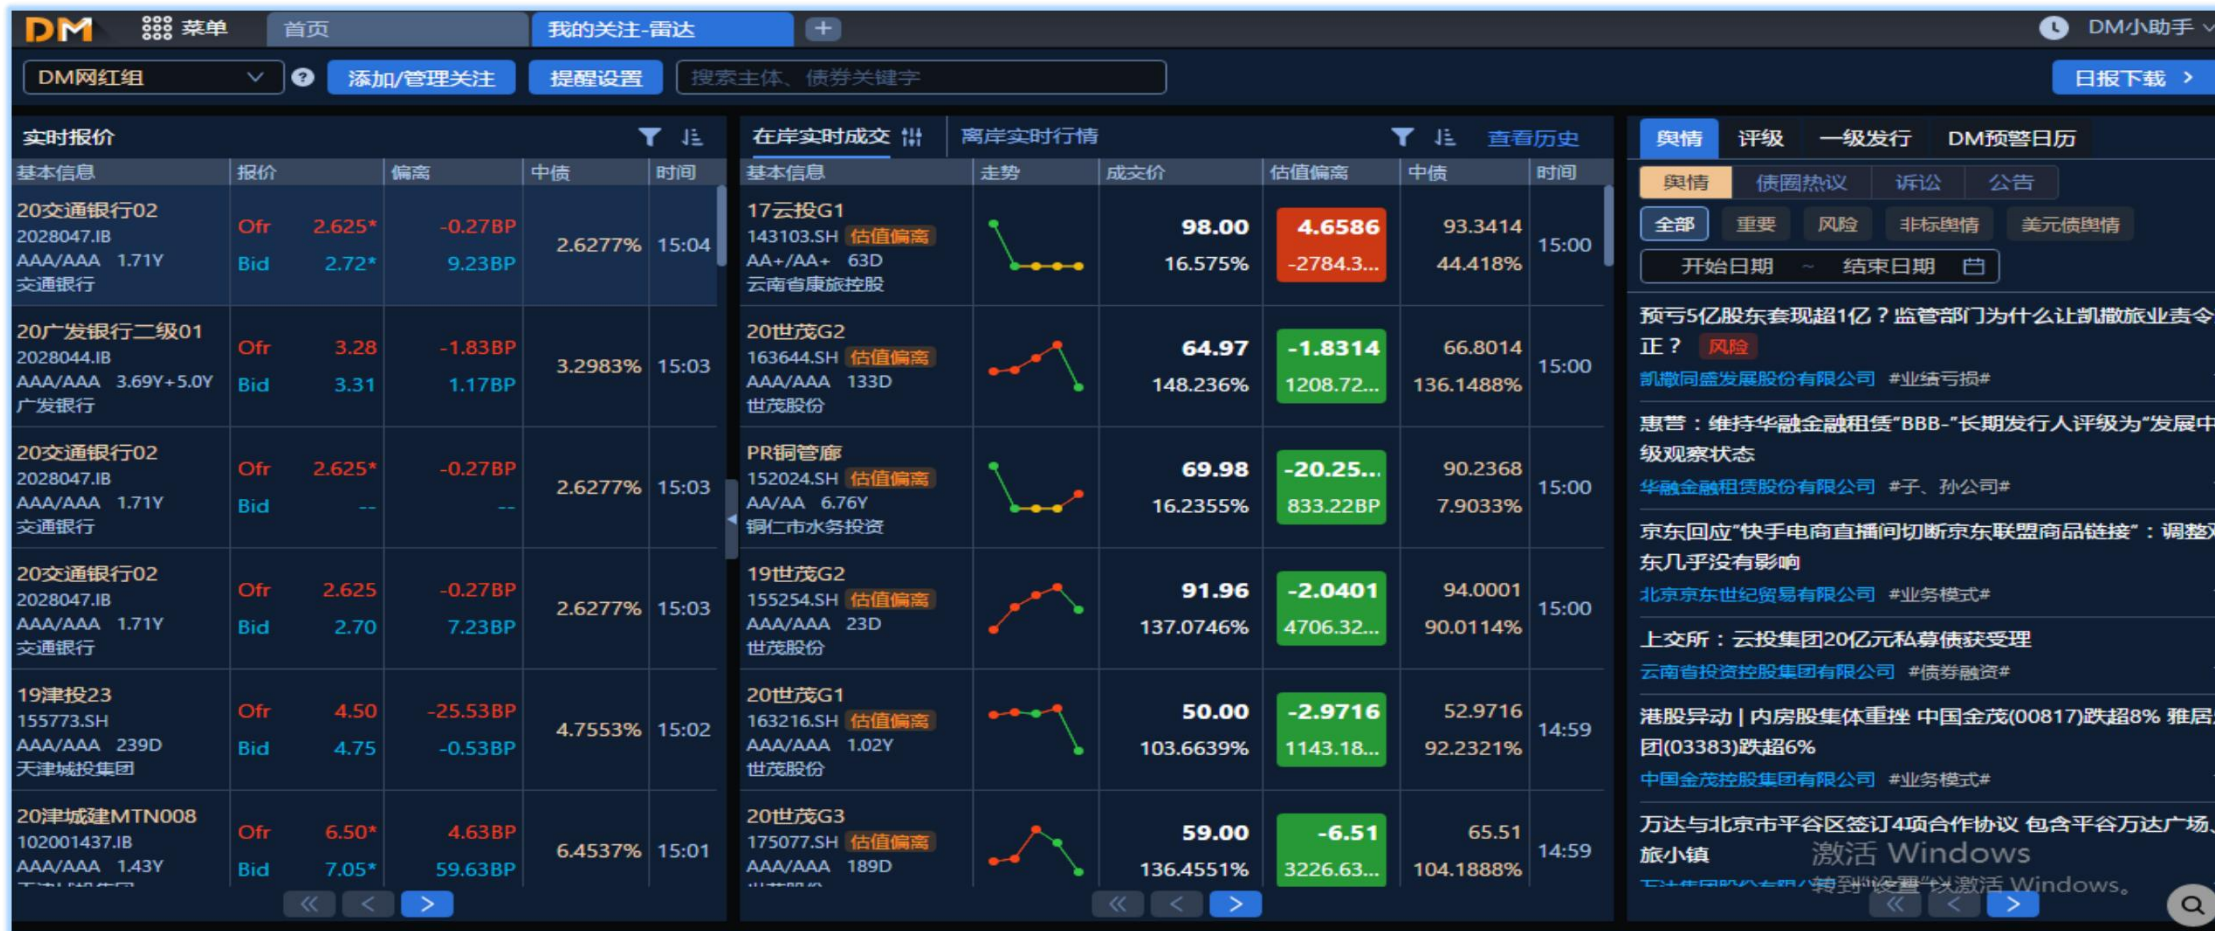 DM 菜单 首页 我的关注-雷达 + DM小助手
DM网红组 ? 添加/管理关注 提醒设置 搜索主体、债券关键字 日报下载 >
实时报价
基本信息 报价 偏离 中债 时间
20交通银行02
2028047.IB
AAA/AAA 1.71Y
交通银行
Ofr 2.625* -0.27BP
Bid 2.72* 9.23BP
2.6277% 15:04
20广发银行二级01
2028044.IB
AAA/AAA 3.69Y+5.0Y
广发银行
Ofr 3.28 -1.83BP
Bid 3.31 1.17BP
3.2983% 15:03
20交通银行02
2028047.IB
AAA/AAA 1.71Y
交通银行
Ofr 2.625* -0.27BP
Bid -- --
2.6277% 15:03
20交通银行02
2028047.IB
AAA/AAA 1.71Y
交通银行
Ofr 2.625 -0.27BP
Bid 2.70 7.23BP
2.6277% 15:03
19津投23
155773.SH
AAA/AAA 239D
天津城投集团
Ofr 4.50 -25.53BP
Bid 4.75 -0.53BP
4.7553% 15:02
20津城建MTN008
102001437.IB
AAA/AAA 1.43Y
Ofr 6.50* 4.63BP
Bid 7.05* 59.63BP
6.4537% 15:01
在岸实时成交 离岸实时行情 查看历史
基本信息 走势 成交价 估值偏离 中债 时间
17云投G1
143103.SH 估值偏离
AA+/AA+ 63D
云南省康旅控股
98.00 4.6586 93.3414
16.575% -2784.3... 44.418%
15:00
20世茂G2
163644.SH 估值偏离
AAA/AAA 133D
世茂股份
64.97 -1.8314 66.8014
148.236% 1208.72... 136.1488%
15:00
PR铜管廊
152024.SH 估值偏离
AA/AA 6.76Y
铜仁市水务投资
69.98 -20.25... 90.2368
16.2355% 833.22BP 7.9033%
15:00
19世茂G2
155254.SH 估值偏离
AAA/AAA 23D
世茂股份
91.96 -2.0401 94.0001
137.0746% 4706.32... 90.0114%
15:00
20世茂G1
163216.SH 估值偏离
AAA/AAA 1.02Y
世茂股份
50.00 -2.9716 52.9716
103.6639% 1143.18... 92.2321%
14:59
20世茂G3
175077.SH 估值偏离
AAA/AAA 189D
59.00 -6.51 65.51
136.4551% 3226.63... 104.1888%
14:59
舆情 评级 一级发行 DM预警日历
舆情 债圈热议 诉讼 公告
全部 重要 风险 非标舆情 美元债舆情
开始日期 ~ 结束日期
预亏5亿股东套现超1亿？监管部门为什么让凯撒旅业责令
正？ 风险
凯撒同盛发展股份有限公司 #业绩亏损#
惠誉：维持华融金融租赁"BBB-"长期发行人评级为"发展中
级观察状态
华融金融租赁股份有限公司 #子、孙公司#
京东回应"快手电商直播间切断京东联盟商品链接"：调整
东几乎没有影响
北京京东世纪贸易有限公司 #业务模式#
上交所：云投集团20亿元私募债获受理
云南省投资控股集团有限公司 #债券融资#
港股异动 | 内房股集体重挫 中国金茂(00817)跌超8% 雅居
团(03383)跌超6%
中国金茂控股集团有限公司 #业务模式#
万达与北京市平谷区签订4项合作协议 包含平谷万达广场、
旅小镇
激活 Windows
转到"设置"以激活 Windows。